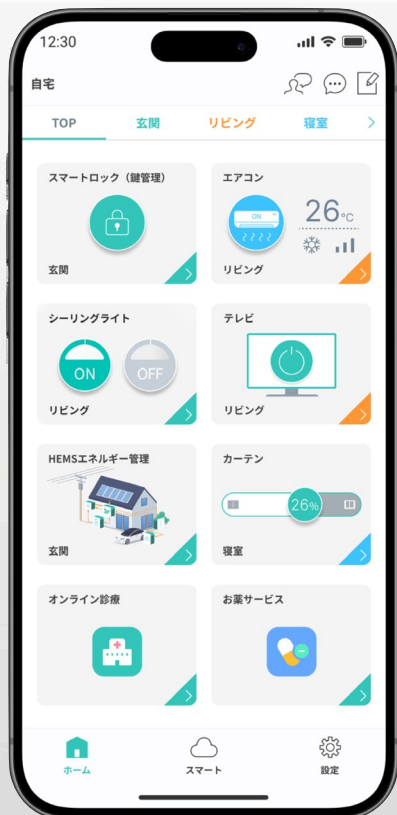 12:30
自宅
TOP
玄関
リビング
寝室
スマートロック（鍵管理）
玄関
エアコン
ON
26℃
リビング
シーリングライト
ON
OFF
リビング
テレビ
リビング
HEMSエネルギー管理
玄関
カーテン
26%
寝室
オンライン診療
お薬サービス
ホーム
スマート
設定